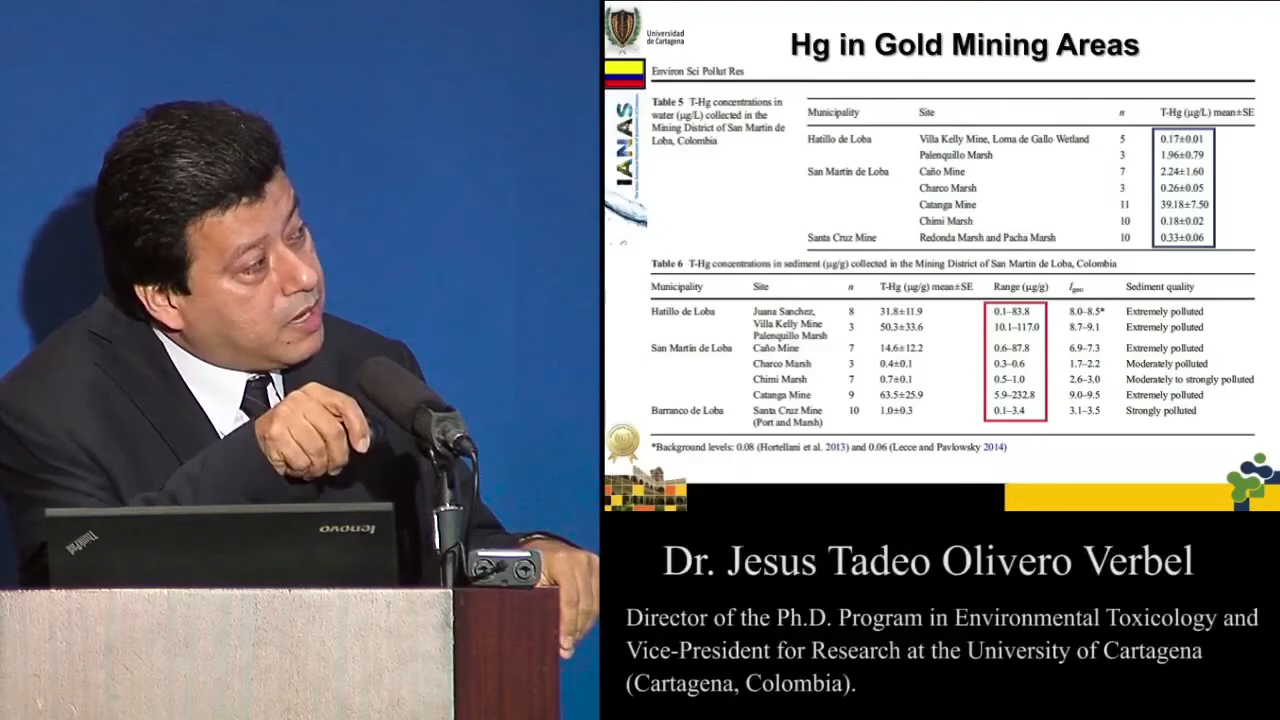 Universidad
de Cartagena
Hg in Gold Mining Areas
Environ Sci Pollut Res
IANAS
Table 5 T-Hg concentrations in
water (µg/L) collected in the
Mining District of San Martin de
Loba, Colombia
Municipality Site n T-Hg (µg/L) mean±SE
Hatillo de Loba Villa Kelly Mine, Loma de Gallo Wetland 5 0.17±0.01
Palenquillo Marsh 3 1.96±0.79
San Martin de Loba Caño Mine 7 2.24±1.60
Charco Marsh 3 0.26±0.05
Catanga Mine 11 39.18±7.50
Chimi Marsh 10 0.18±0.02
Santa Cruz Mine Redonda Marsh and Pacha Marsh 10 0.33±0.06
Table 6 T-Hg concentrations in sediment (µg/g) collected in the Mining District of San Martin de Loba, Colombia
Municipality Site n T-Hg (µg/g) mean±SE Range (µg/g) Igeo Sediment quality
Hatillo de Loba Juana Sanchez, 8 31.8±11.9 0.1–83.8 8.0–8.5* Extremely polluted
Villa Kelly Mine 3 50.3±33.6 10.1–117.0 8.7–9.1 Extremely polluted
Palenquillo Marsh
San Martin de Loba Caño Mine 7 14.6±12.2 0.6–87.8 6.9–7.3 Extremely polluted
Charco Marsh 3 0.4±0.1 0.3–0.6 1.7–2.2 Moderately polluted
Chimi Marsh 7 0.7±0.1 0.5–1.0 2.6–3.0 Moderately to strongly polluted
Catanga Mine 9 63.5±25.9 5.9–232.8 9.0–9.5 Extremely polluted
Barranco de Loba Santa Cruz Mine 10 1.0±0.3 0.1–3.4 3.1–3.5 Strongly polluted
(Port and Marsh)
*Background levels: 0.08 (Hortellani et al. 2013) and 0.06 (Lecce and Pavlowsky 2014)
ThinkPad
lenovo
Dr. Jesus Tadeo Olivero Verbel
Director of the Ph.D. Program in Environmental Toxicology and
Vice-President for Research at the University of Cartagena
(Cartagena, Colombia).